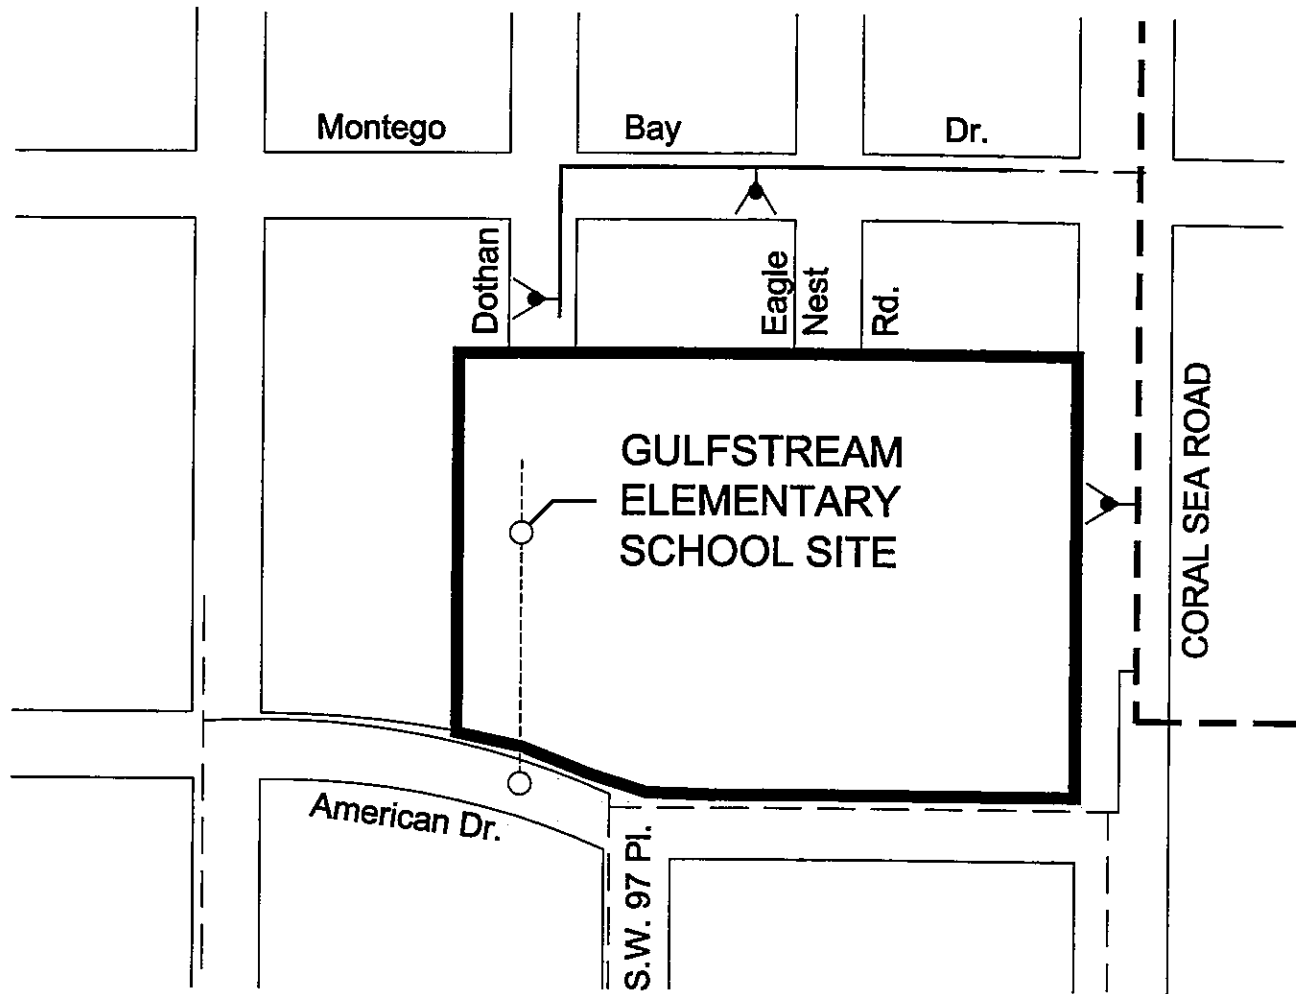 Montego Bay Dr.
Dothan
Eagle
Nest
Rd.
GULFSTREAM
ELEMENTARY
SCHOOL SITE
CORAL SEA ROAD
American Dr.
S.W. 97 Pl.